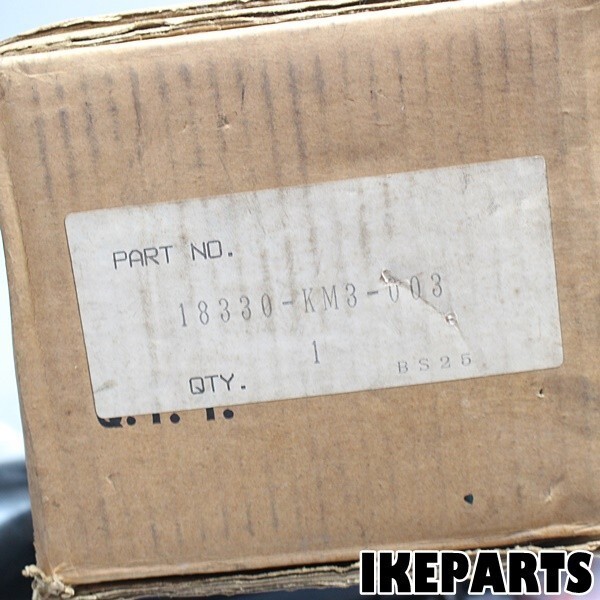 PART NO.
18330-KM3-003
1
QTY.
BS25
IKEPARTS